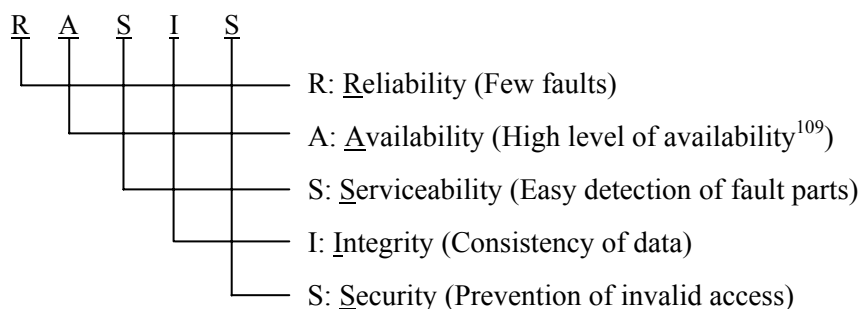 R A S I S
R: Reliability (Few faults)
A: Availability (High level of availability109)
S: Serviceability (Easy detection of fault parts)
I: Integrity (Consistency of data)
S: Security (Prevention of invalid access)